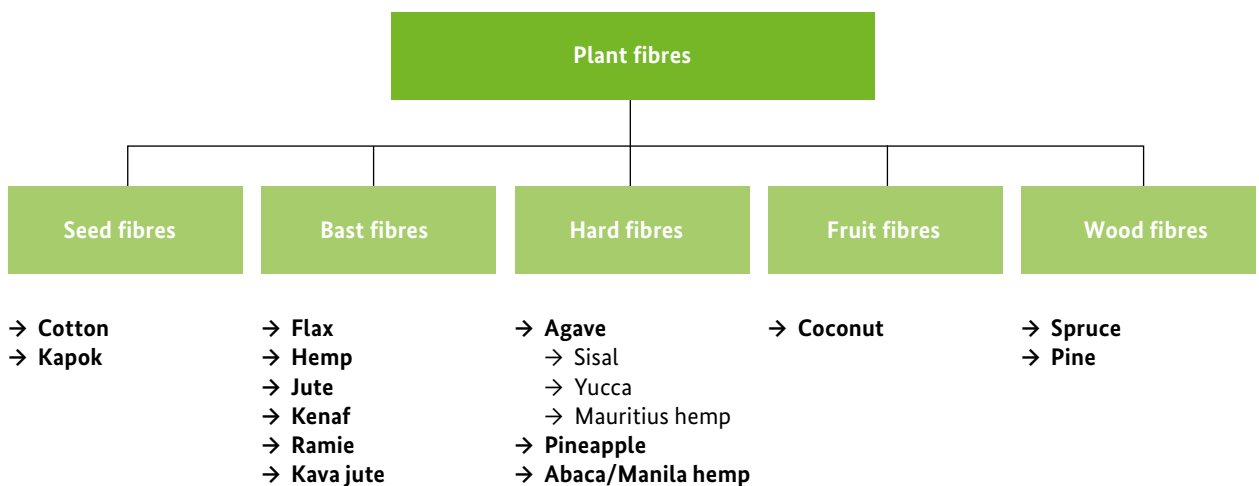 Plant fibres
Seed fibres
Bast fibres
Hard fibres
Fruit fibres
Wood fibres
→ Cotton
→ Kapok
→ Flax
→ Hemp
→ Jute
→ Kenaf
→ Ramie
→ Kava jute
→ Agave
→ Sisal
→ Yucca
→ Mauritius hemp
→ Pineapple
→ Abaca/Manila hemp
→ Coconut
→ Spruce
→ Pine